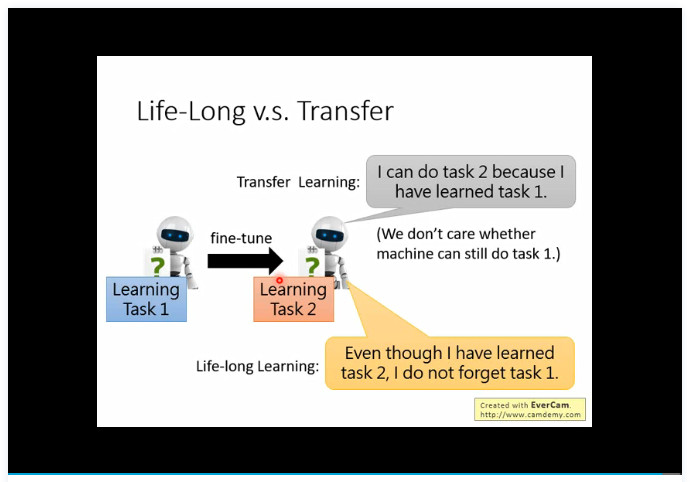 Life-Long v.s. Transfer
Transfer Learning:
I can do task 2 because I
have learned task 1.
(We don't care whether
machine can still do task 1.)
fine-tune
?
?
Learning
Task 1
Learning
Task 2
Life-long Learning:
Even though I have learned
task 2, I do not forget task 1.
Created with EverCam.
http://www.camdemy.com